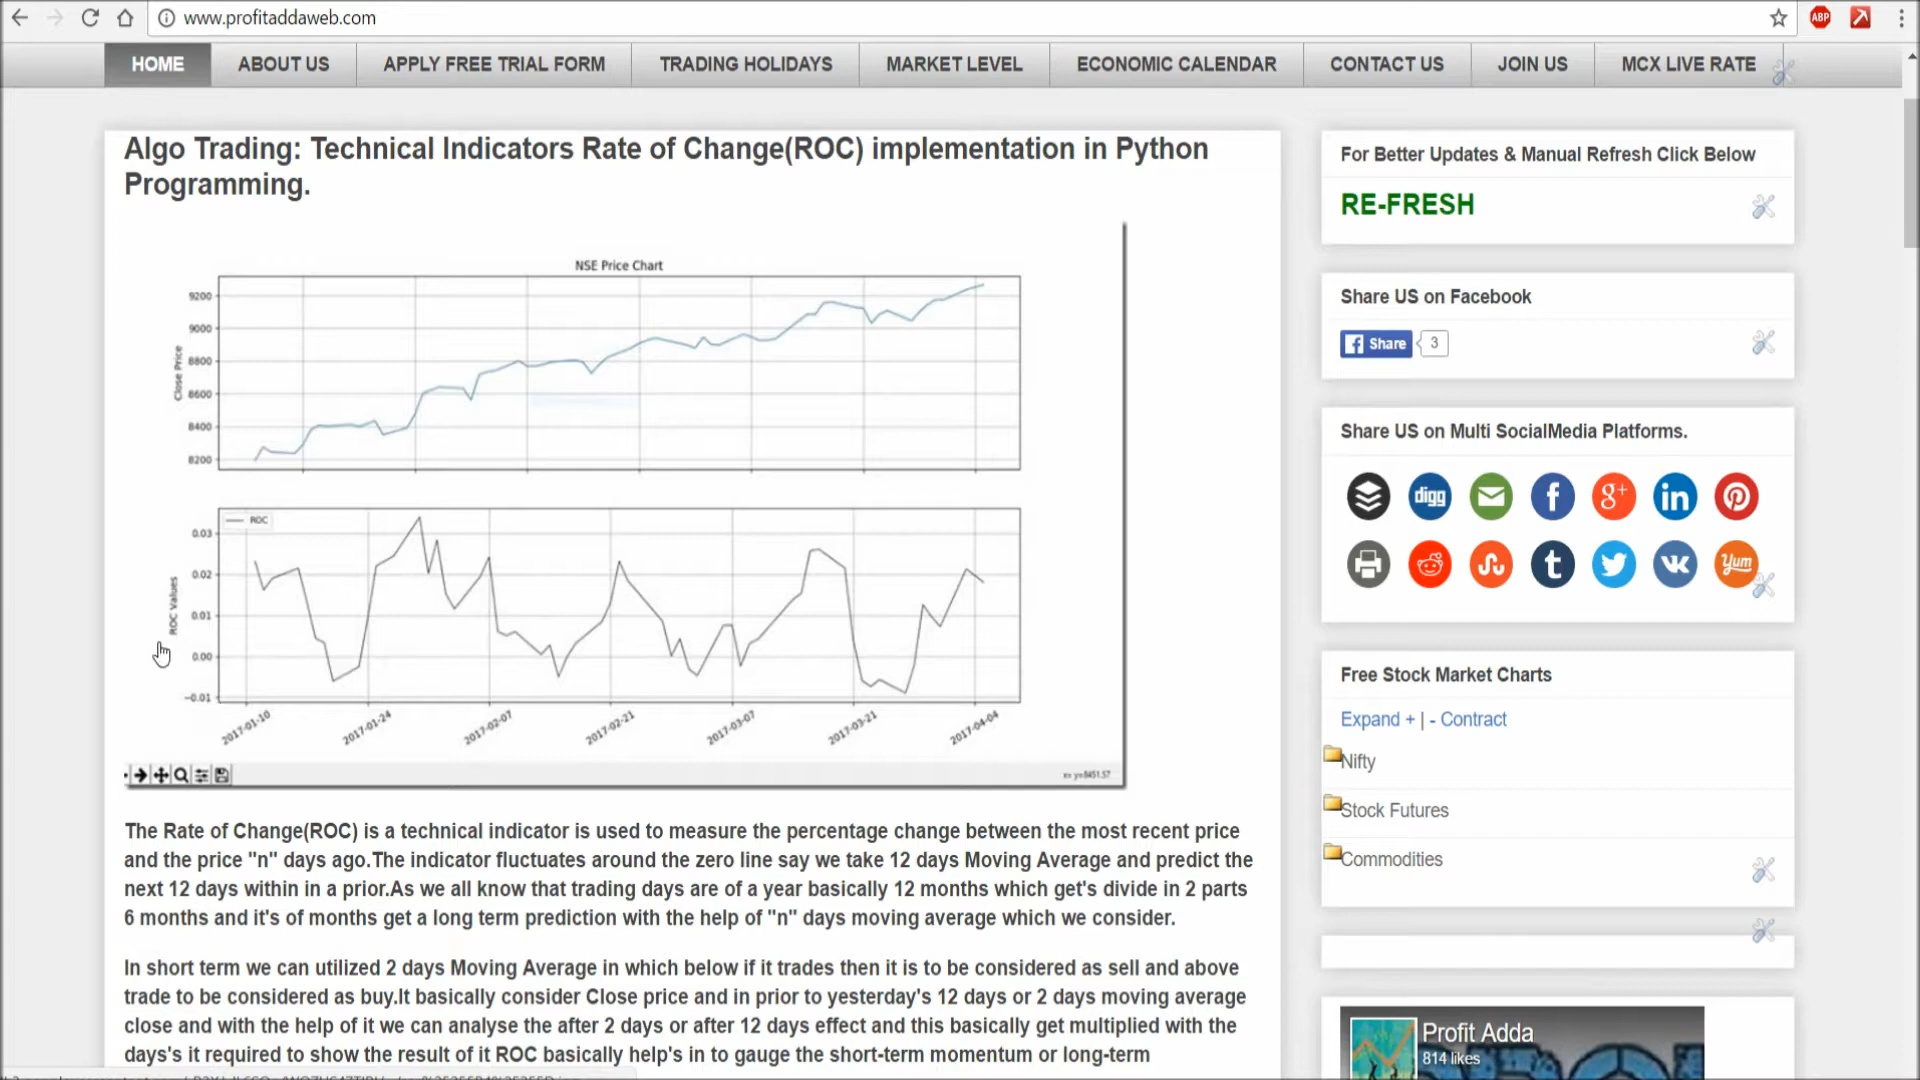 www.profitaddaweb.com
ABP
HOME
ABOUT US
APPLY FREE TRIAL FORM
TRADING HOLIDAYS
MARKET LEVEL
ECONOMIC CALENDAR
CONTACT US
JOIN US
MCX LIVE RATE
Algo Trading: Technical Indicators Rate of Change(ROC) implementation in Python
Programming.
NSE Price Chart
Close Price
9200
9000
8800
8600
8400
8200
ROC
ROC Values
0.03
0.02
0.01
0.00
−0.01
2017-01-10
2017-01-24
2017-02-07
2017-02-21
2017-03-07
2017-03-21
2017-04-04
x= y=8451.57
The Rate of Change(ROC) is a technical indicator is used to measure the percentage change between the most recent price
and the price "n" days ago.The indicator fluctuates around the zero line say we take 12 days Moving Average and predict the
next 12 days within in a prior.As we all know that trading days are of a year basically 12 months which get's divide in 2 parts
6 months and it's of months get a long term prediction with the help of "n" days moving average which we consider.
In short term we can utilized 2 days Moving Average in which below if it trades then it is to be considered as sell and above
trade to be considered as buy.It basically consider Close price and in prior to yesterday's 12 days or 2 days moving average
close and with the help of it we can analyse the after 2 days or after 12 days effect and this basically get multiplied with the
days's it required to show the result of it ROC basically help's in to gauge the short-term momentum or long-term
For Better Updates & Manual Refresh Click Below
RE-FRESH
Share US on Facebook
Share
3
Share US on Multi SocialMedia Platforms.
digg
g+
in
Yum
Free Stock Market Charts
Expand + | - Contract
Nifty
Stock Futures
Commodities
Profit Adda
814 likes